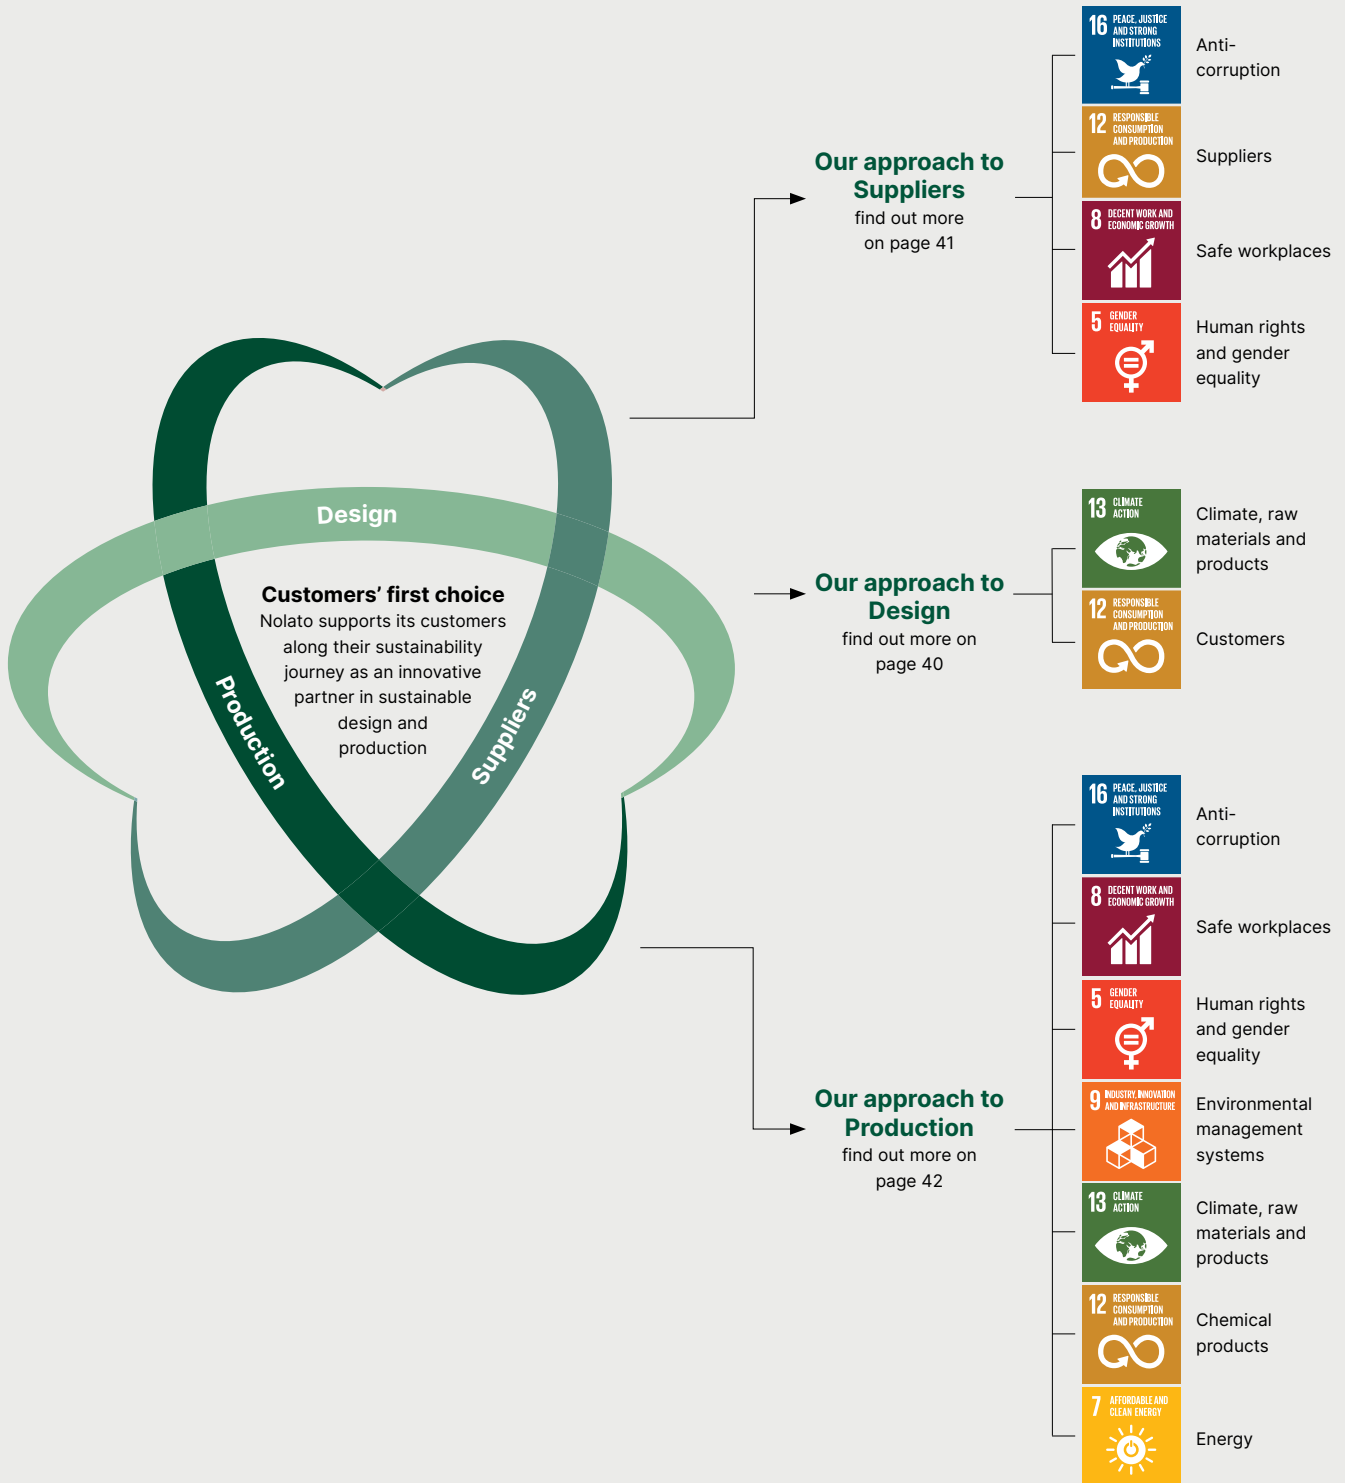 16 PEACE, JUSTICE
AND STRONG
INSTITUTIONS
Anti-
corruption
12 RESPONSIBLE
CONSUMPTION
AND PRODUCTION
Suppliers
8 DECENT WORK AND
ECONOMIC GROWTH
Safe workplaces
5 GENDER
EQUALITY
Human rights
and gender
equality
Our approach to
Suppliers
find out more
on page 41
Design
Customers' first choice
Nolato supports its customers
along their sustainability
journey as an innovative
partner in sustainable
design and
production
Production
Suppliers
Our approach to
Design
find out more on
page 40
13 CLIMATE
ACTION
Climate, raw
materials and
products
12 RESPONSIBLE
CONSUMPTION
AND PRODUCTION
Customers
Our approach to
Production
find out more on
page 42
16 PEACE, JUSTICE
AND STRONG
INSTITUTIONS
Anti-
corruption
8 DECENT WORK AND
ECONOMIC GROWTH
Safe workplaces
5 GENDER
EQUALITY
Human rights
and gender
equality
9 INDUSTRY, INNOVATION
AND INFRASTRUCTURE
Environmental
management
systems
13 CLIMATE
ACTION
Climate, raw
materials and
products
12 RESPONSIBLE
CONSUMPTION
AND PRODUCTION
Chemical
products
7 AFFORDABLE AND
CLEAN ENERGY
Energy